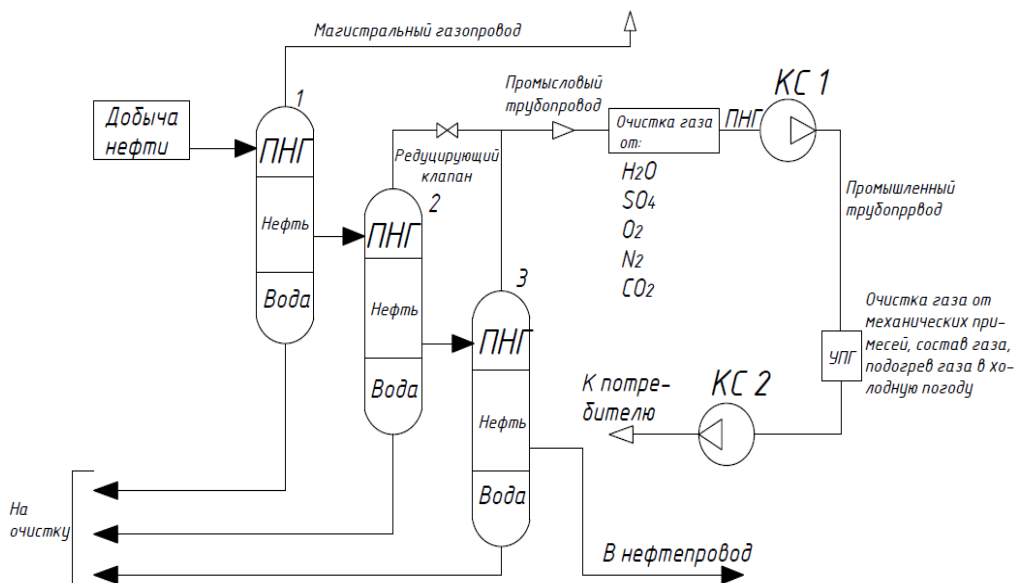 Магистральный газопровод
Добыча
нефти
1
ПНГ
Нефть
Вода
Редуцирующий
клапан
2
ПНГ
Нефть
Вода
3
ПНГ
Нефть
Вода
Промысловый
трубопровод
Очистка газа
от:
H2O
SO4
O2
N2
CO2
ПНГ
КС 1
Промышленный
трубопррвод
Очистка газа от
механических при-
месей, состав газа,
подогрев газа в хо-
лодную погоду
УПГ
КС 2
К потре-
бителю
На
очистку
В нефтепровод